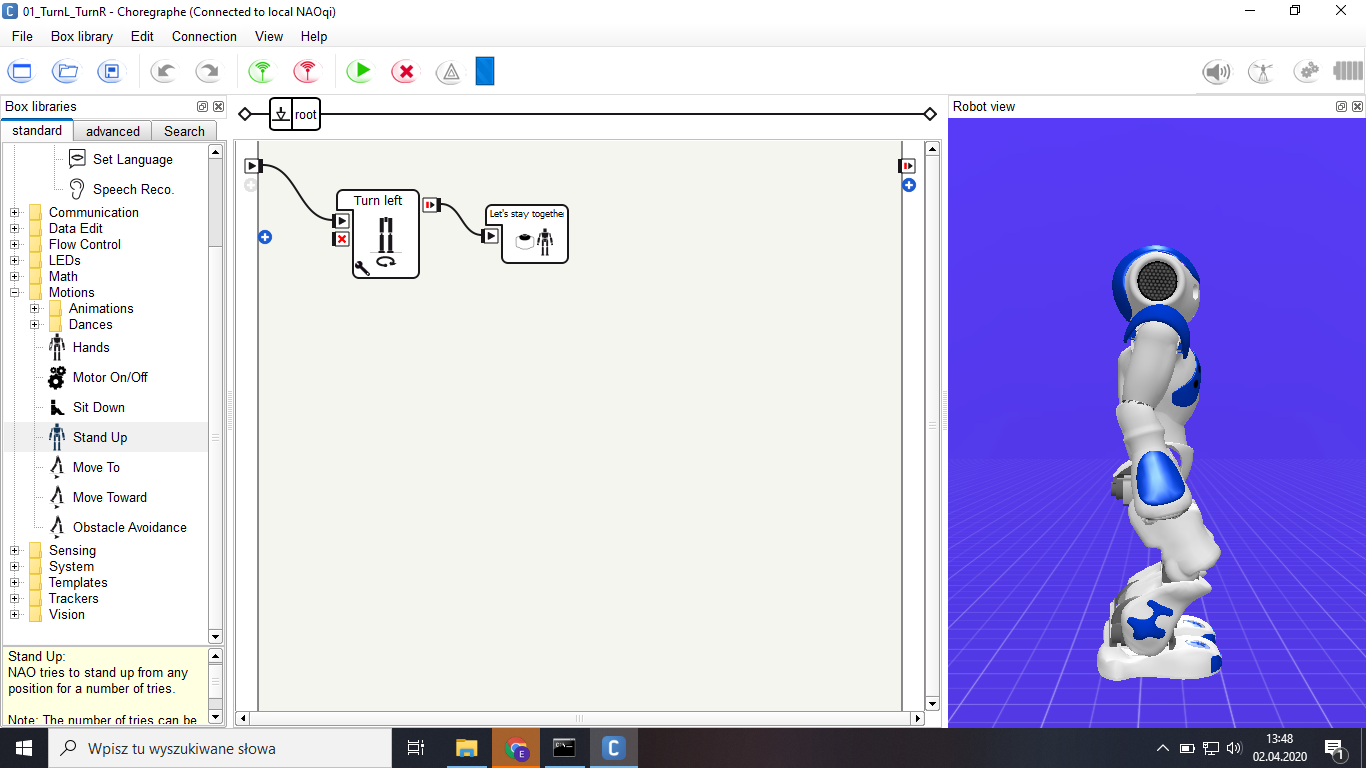 01_TurnL_TurnR - Choregraphe (Connected to local NAOqi)
File Box library Edit Connection View Help
Box libraries
standard advanced Search
Set Language
Speech Reco.
Communication
Data Edit
Flow Control
LEDs
Math
Motions
Animations
Dances
Hands
Motor On/Off
Sit Down
Stand Up
Move To
Move Toward
Obstacle Avoidance
Sensing
System
Templates
Trackers
Vision
Stand Up:
NAO tries to stand up from any
position for a number of tries.
Note: The number of tries can be
root
Turn left
Let's stay togethe
Robot view
Wpisz tu wyszukiwane słowa
E
C
13:48
02.04.2020
1